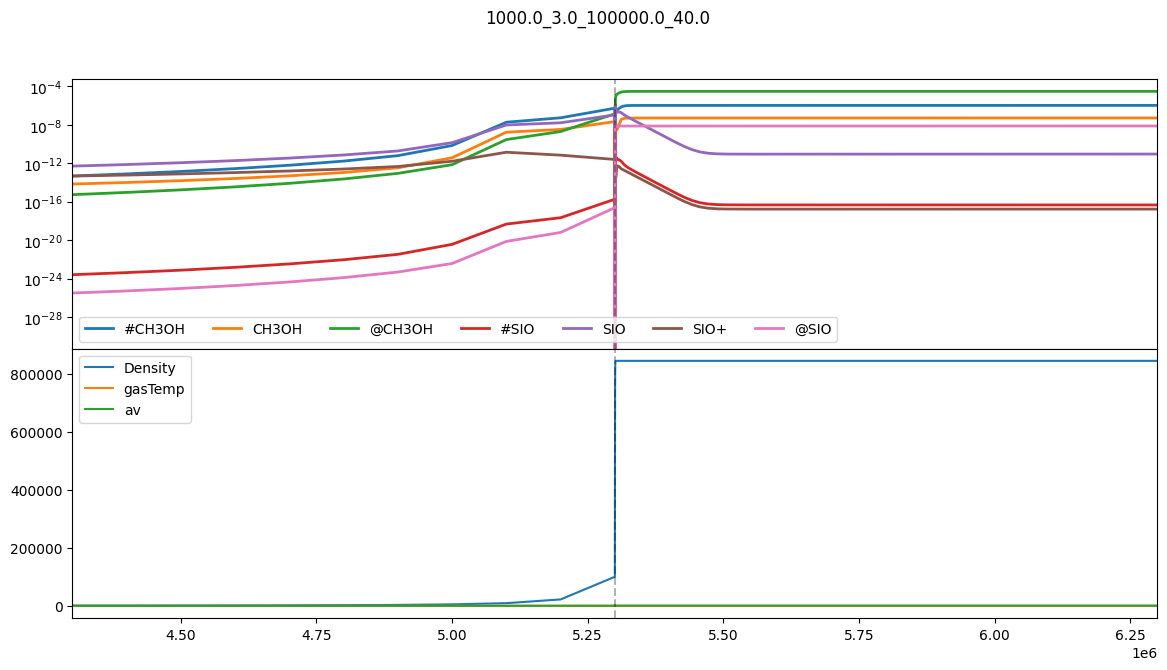 1000.0_3.0_100000.0_40.0
10⁻⁴
10⁻⁸
10⁻¹²
10⁻¹⁶
10⁻²⁰
10⁻²⁴
10⁻²⁸
#CH3OH CH3OH @CH3OH #SIO SIO SIO+ @SIO
Density
gasTemp
av
800000
600000
400000
200000
0
4.50 4.75 5.00 5.25 5.50 5.75 6.00 6.25
1e6